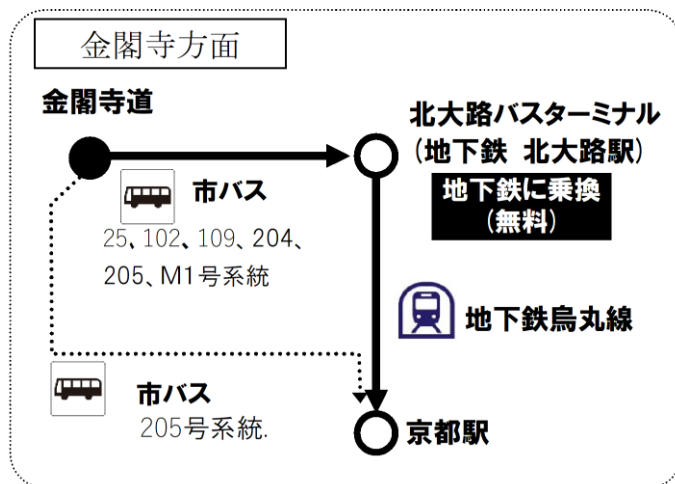 金閣寺方面
金閣寺道
北大路バスターミナル
(地下鉄 北大路駅)
地下鉄に乗換
(無料)
市バス
25、102、109、204、
205、M1号系統
地下鉄烏丸線
市バス
205号系統.
京都駅